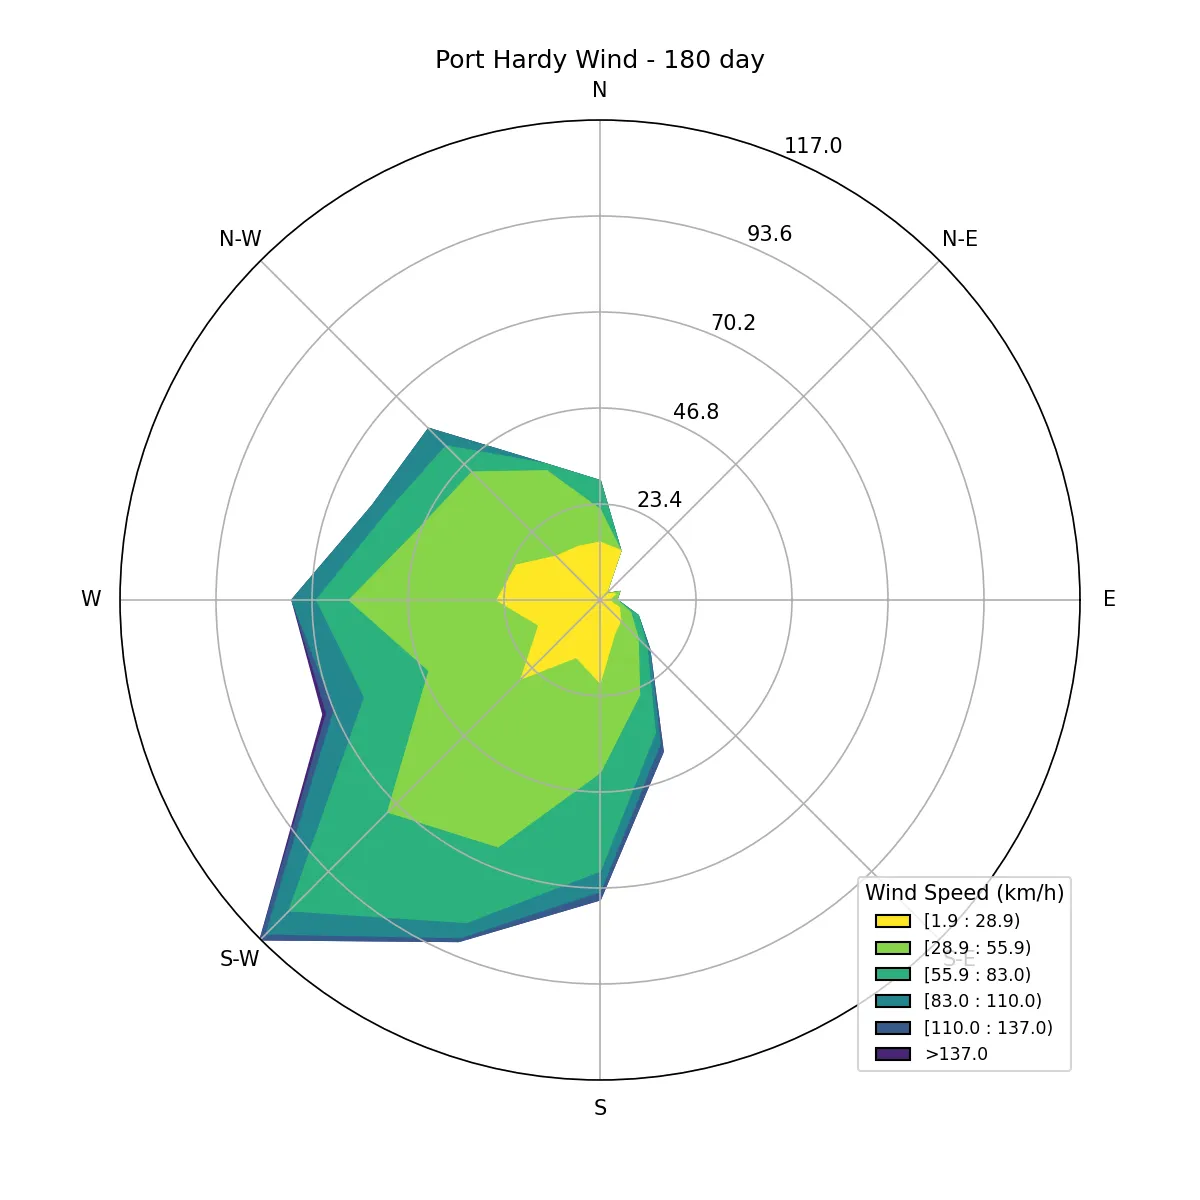 Port Hardy Wind - 180 day
N
117.0
N-W
N-E
93.6
70.2
46.8
23.4
W
E
S-W
S-E
S
Wind Speed (km/h)
[1.9 : 28.9)
[28.9 : 55.9)
[55.9 : 83.0)
[83.0 : 110.0)
[110.0 : 137.0)
>137.0